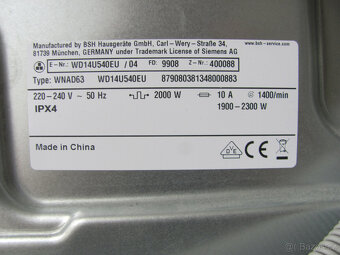 Manufactured by BSH Hausgeräte GmbH, Carl - Wery - Straße 34,
81739 München, Germany under Trademark License of Siemens AG
www.bsh-service.com
E-Nr.: WD14U540EU / 04 FD: 9908 Z-Nr.: 400088
Type: WNAD63 WD14U540EU 879080381348000883
220-240 V ~ 50 Hz 2000 W 10 A 1400/min
IPX4 1900-2300 W
Made in China